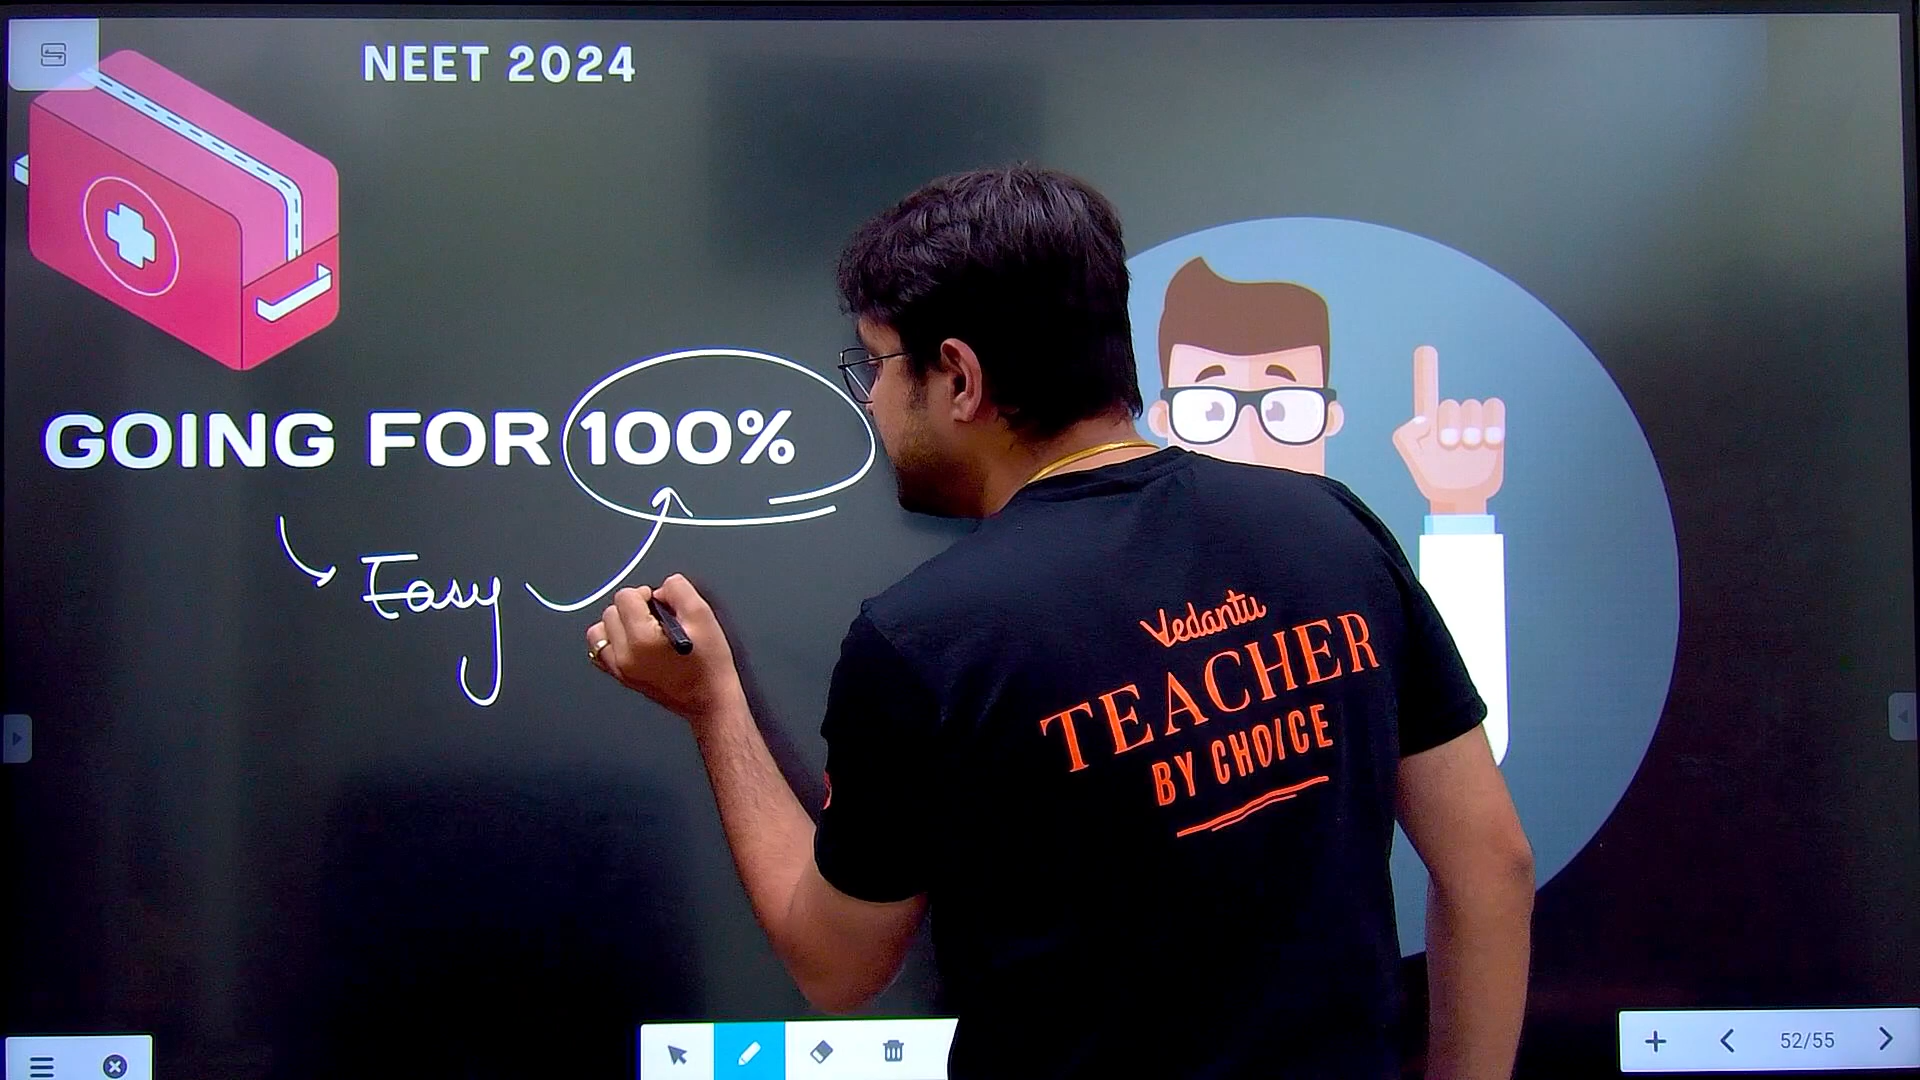 NEET 2024
GOING FOR 100%
Easy
Vedantu
TEACHER
BY CHOICE
52/55